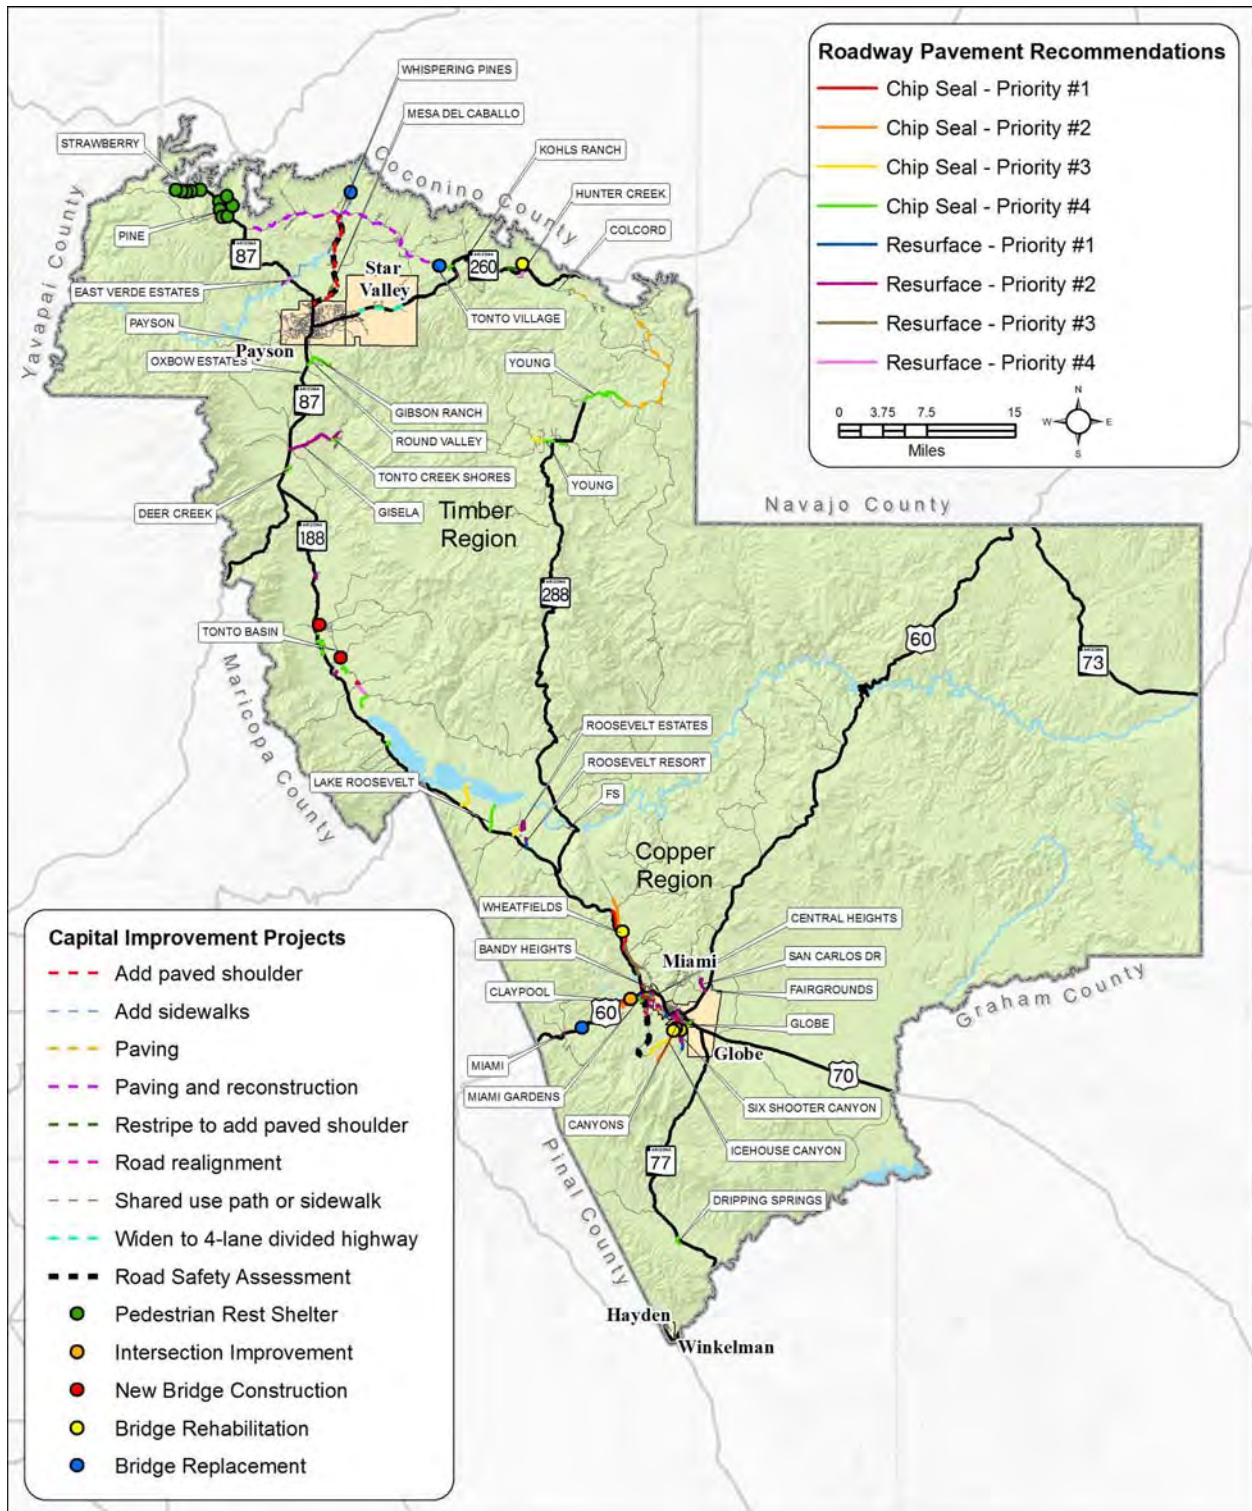 Roadway Pavement Recommendations
Chip Seal - Priority #1
Chip Seal - Priority #2
Chip Seal - Priority #3
Chip Seal - Priority #4
Resurface - Priority #1
Resurface - Priority #2
Resurface - Priority #3
Resurface - Priority #4
0 3.75 7.5 15
Miles
N
W E
S
WHISPERING PINES
MESA DEL CABALLO
STRAWBERRY
KOHLS RANCH
Coconino County
HUNTER CREEK
COLCORD
PINE
Yavapai County
87
Star
Valley
260
EAST VERDE ESTATES
PAYSON
TONTO VILLAGE
Payson
OXBOW ESTATES
YOUNG
87
GIBSON RANCH
ROUND VALLEY
TONTO CREEK SHORES
YOUNG
DEER CREEK
GISELA
Timber
Region
Navajo County
188
288
TONTO BASIN
60
73
Maricopa County
ROOSEVELT ESTATES
ROOSEVELT RESORT
LAKE ROOSEVELT
FS
Copper
Region
WHEATFIELDS
CENTRAL HEIGHTS
BANDY HEIGHTS
Miami
SAN CARLOS DR
CLAYPOOL
FAIRGROUNDS
Graham County
60
GLOBE
MIAMI
Globe
70
MIAMI GARDENS
SIX SHOOTER CANYON
CANYONS
ICEHOUSE CANYON
Pinal County
77
DRIPPING SPRINGS
Hayden
Winkelman
Capital Improvement Projects
Add paved shoulder
Add sidewalks
Paving
Paving and reconstruction
Restripe to add paved shoulder
Road realignment
Shared use path or sidewalk
Widen to 4-lane divided highway
Road Safety Assessment
Pedestrian Rest Shelter
Intersection Improvement
New Bridge Construction
Bridge Rehabilitation
Bridge Replacement